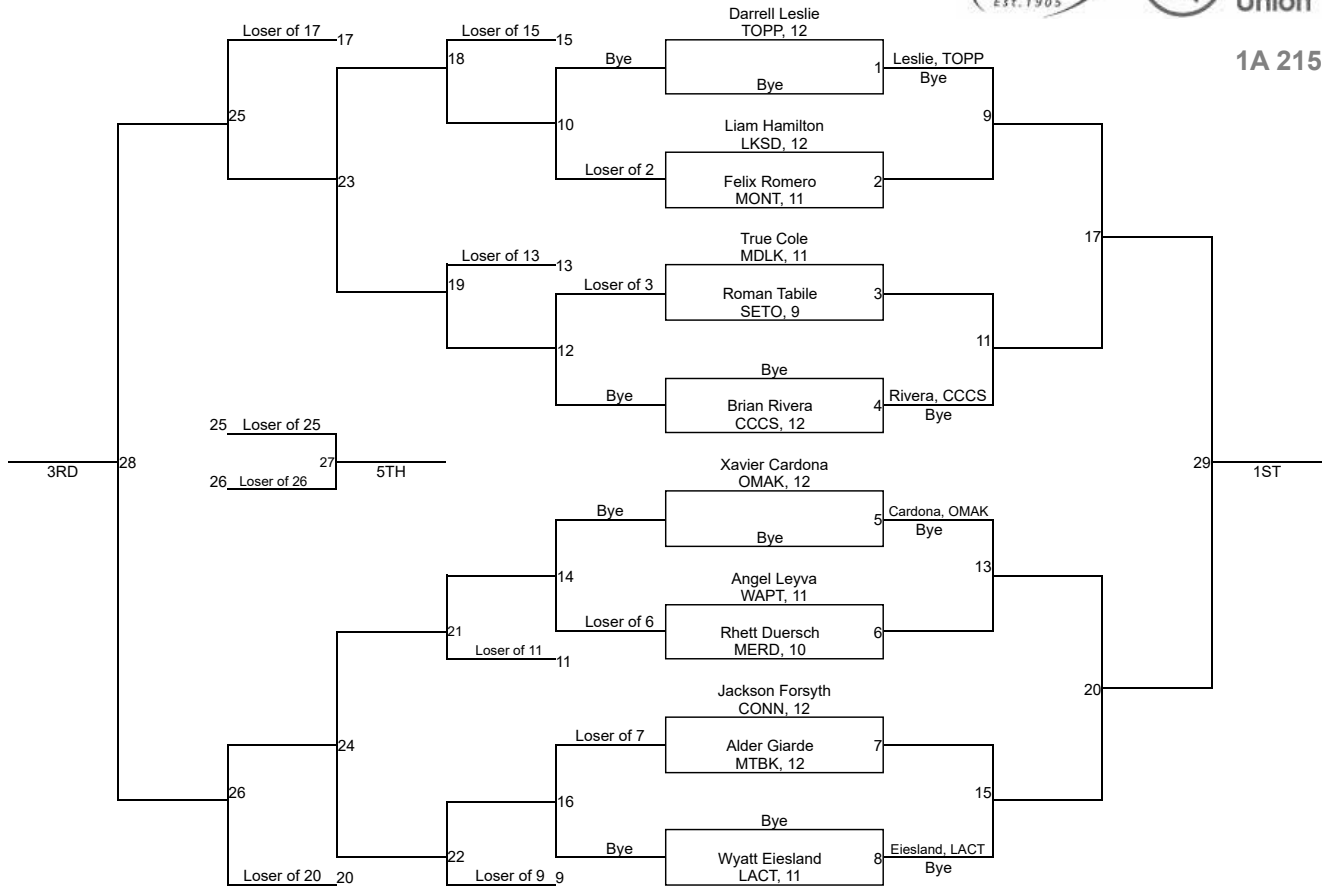 Est. 1905
Union
1A 215
Darrell Leslie
TOPP, 12
Loser of 17
17
Loser of 15
15
18
Bye
1
Leslie, TOPP
Bye
Bye
25
10
9
Liam Hamilton
LKSD, 12
Loser of 2
23
Felix Romero
2
MONT, 11
True Cole
MDLK, 11
17
Loser of 13
13
19
Loser of 3
Roman Tabile
3
SETO, 9
12
11
Bye
Bye
Brian Rivera
4
Rivera, CCCS
CCCS, 12
Bye
25
Loser of 25
3RD
28
27
5TH
26
Loser of 26
29
1ST
Xavier Cardona
OMAK, 12
Bye
5
Cardona, OMAK
Bye
Bye
14
13
Angel Leyva
WAPT, 11
Loser of 6
21
Rhett Duersch
6
MERD, 10
Loser of 11
11
20
Jackson Forsyth
CONN, 12
Loser of 7
24
Alder Giarde
7
MTBK, 12
26
16
15
Bye
22
Bye
Wyatt Eiesland
8
Eiesland, LACT
LACT, 11
Bye
Loser of 20
20
Loser of 9
9